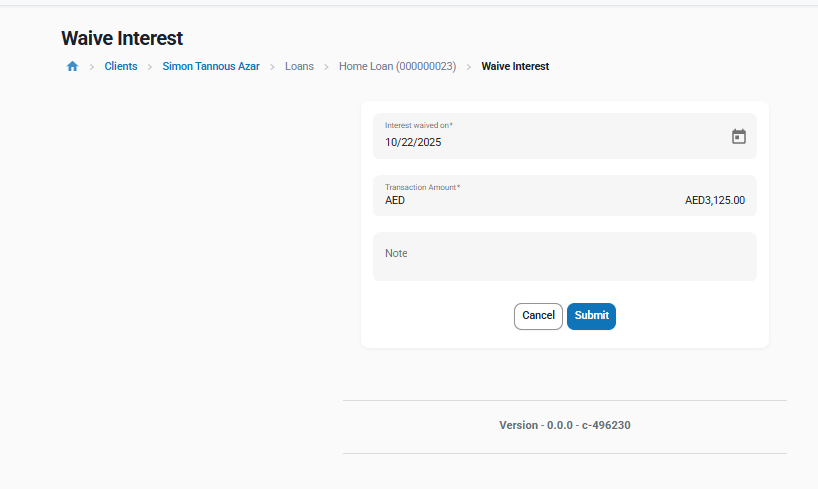 Waive Interest
Clients > Simon Tannous Azar > Loans > Home Loan (000000023) > Waive Interest
Interest waived on*
10/22/2025
Transaction Amount*
AED AED3,125.00
Note
Cancel Submit
Version - 0.0.0 - c-496230